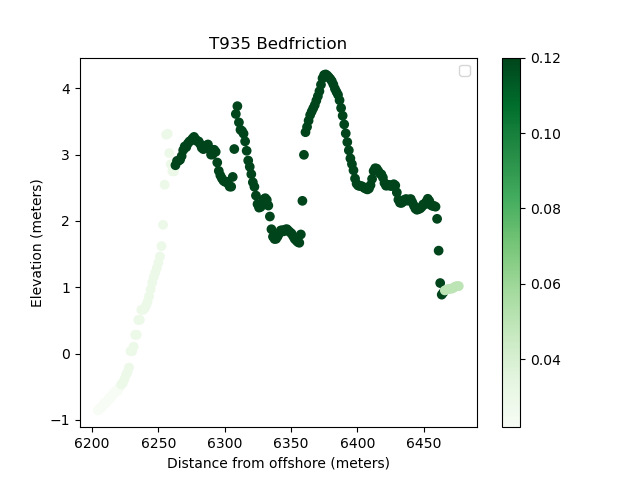 T935 Bedfriction
Elevation (meters)
4
3
2
1
0
−1
6200 6250 6300 6350 6400 6450
Distance from offshore (meters)
0.12
0.10
0.08
0.06
0.04